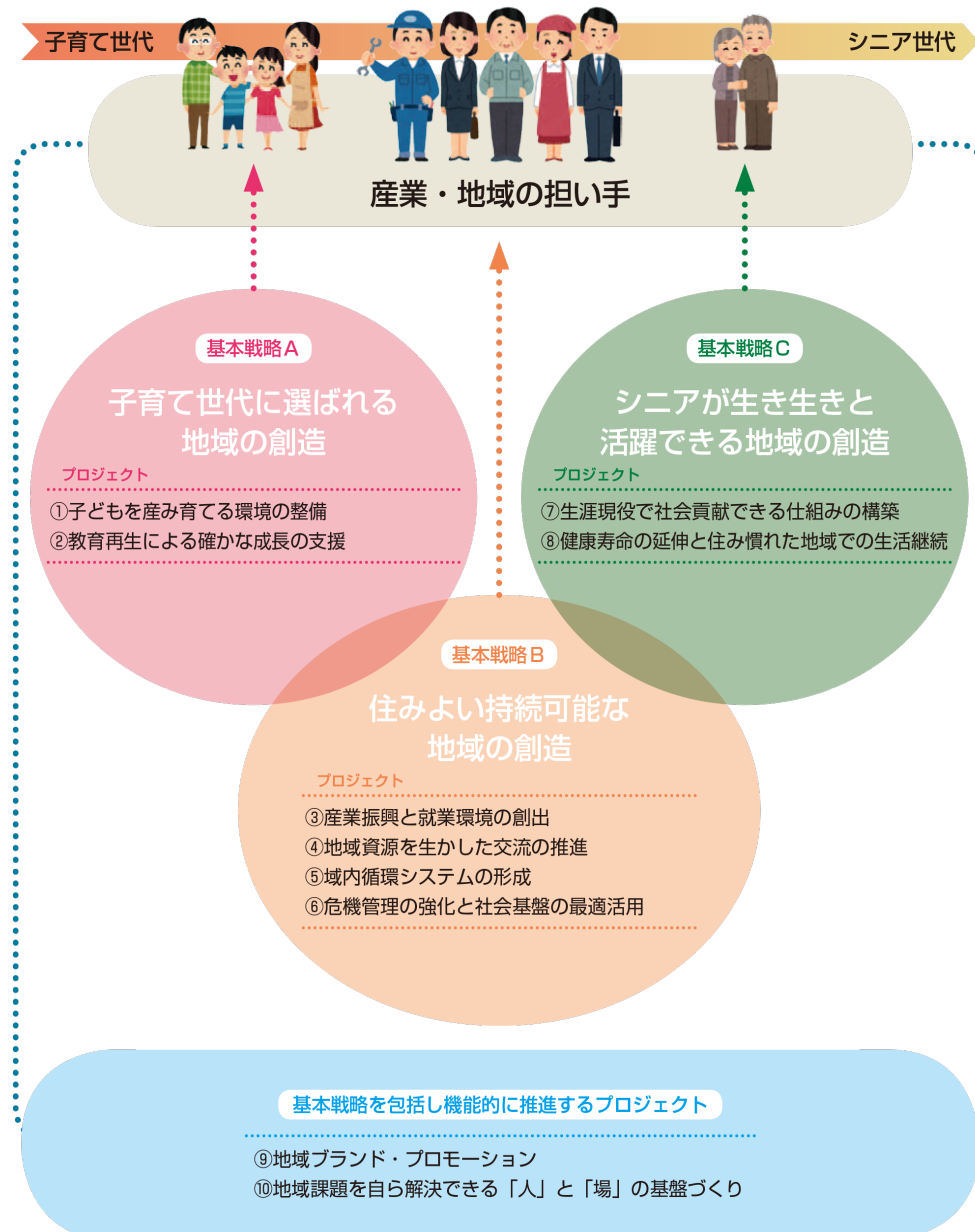 子育て世代
シニア世代
産業・地域の担い手
基本戦略A
子育て世代に選ばれる
地域の創造
プロジェクト
①子どもを産み育てる環境の整備
②教育再生による確かな成長の支援
基本戦略C
シニアが生き生きと
活躍できる地域の創造
プロジェクト
⑦生涯現役で社会貢献できる仕組みの構築
⑧健康寿命の延伸と住み慣れた地域での生活継続
基本戦略B
住みよい持続可能な
地域の創造
プロジェクト
③産業振興と就業環境の創出
④地域資源を生かした交流の推進
⑤域内循環システムの形成
⑥危機管理の強化と社会基盤の最適活用
基本戦略を包括し機能的に推進するプロジェクト
⑨地域ブランド・プロモーション
⑩地域課題を自ら解決できる「人」と「場」の基盤づくり